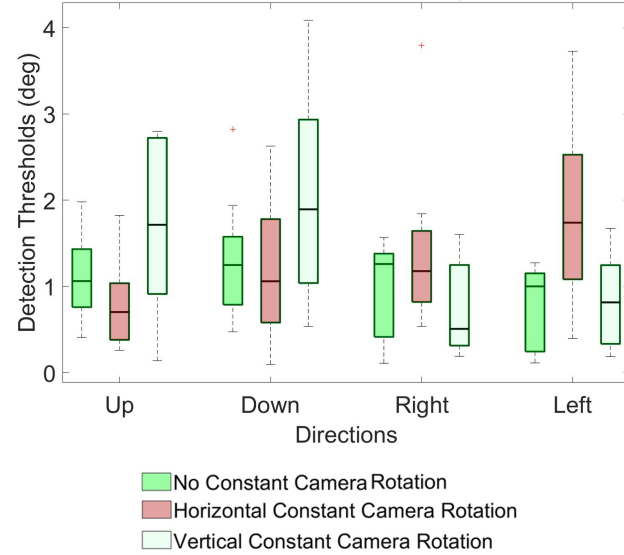 4
3
2
1
0
Detection Thresholds (deg)
Up Down Right Left
Directions
No Constant Camera Rotation
Horizontal Constant Camera Rotation
Vertical Constant Camera Rotation